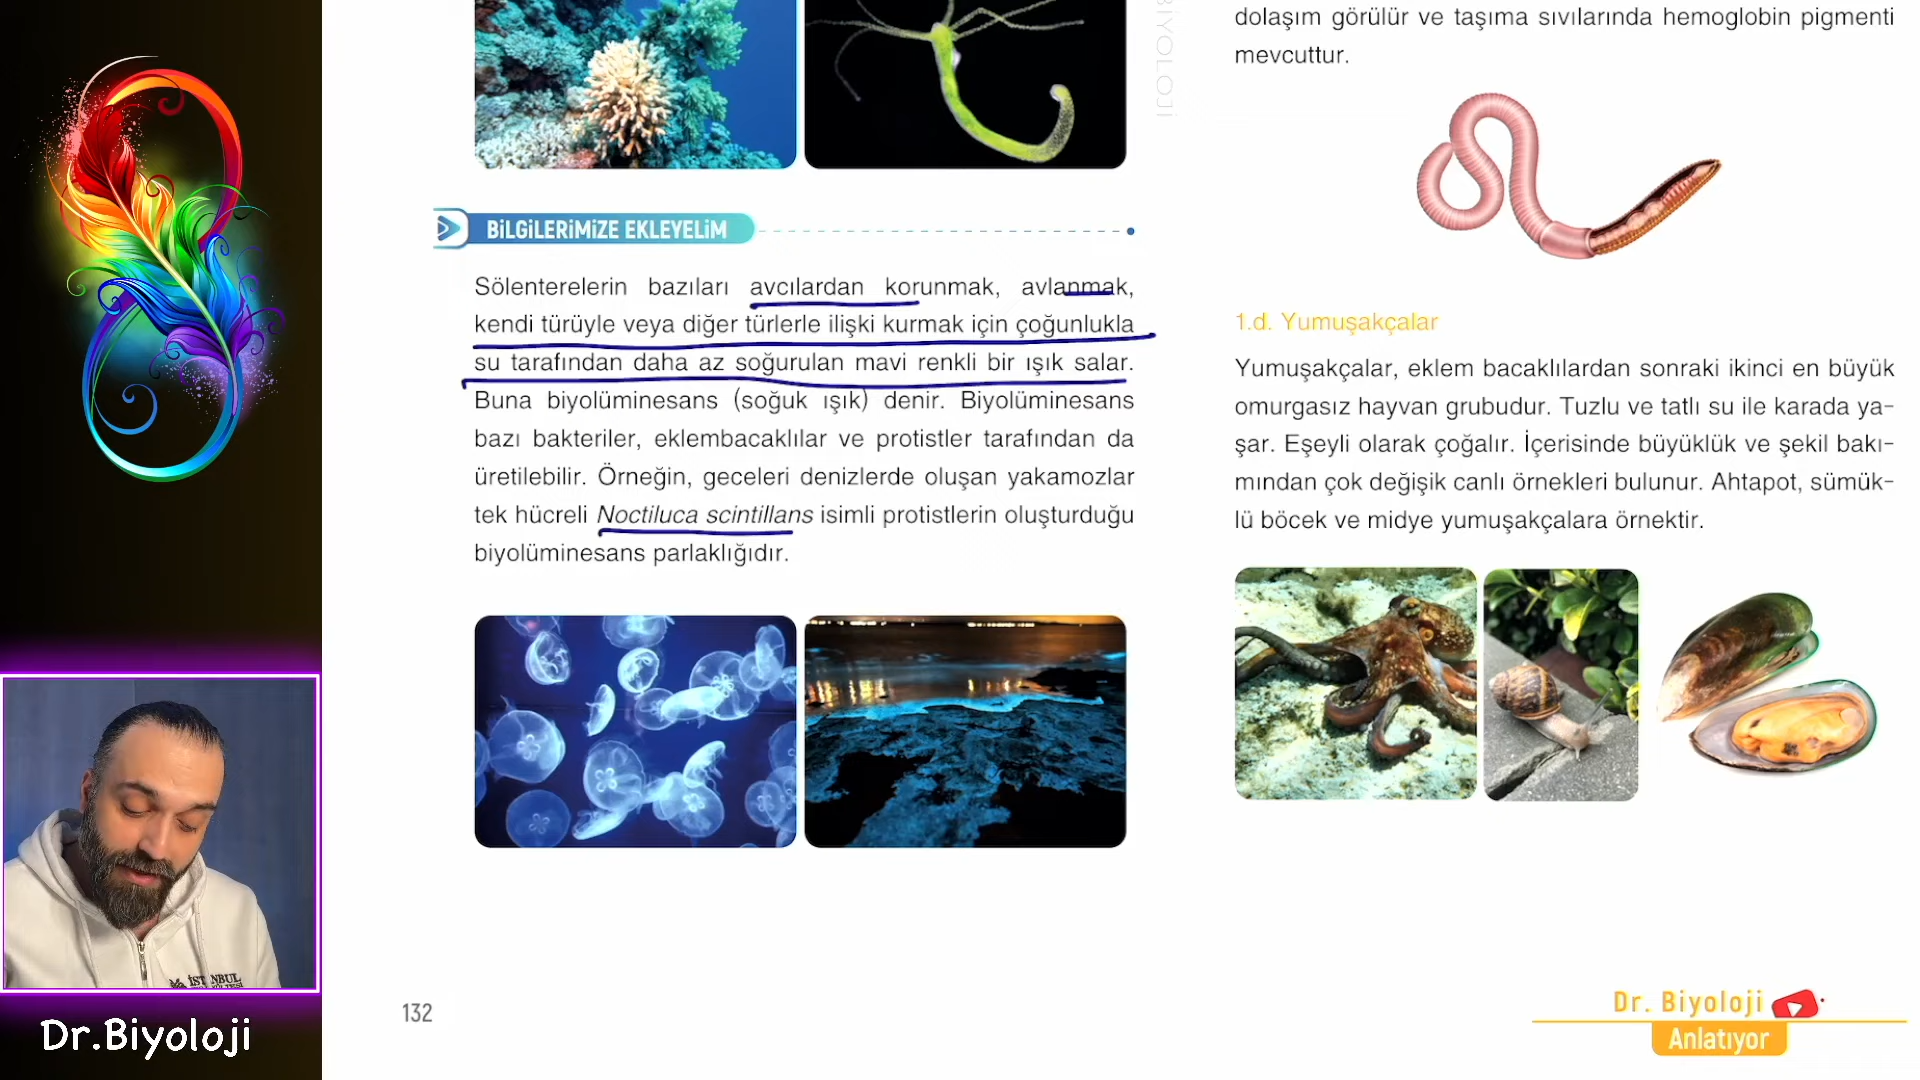 BİLGİLERİMİZE EKLEYELİM
Sölenterelerin bazıları avcılardan korunmak, avlanmak,
kendi türüyle veya diğer türlerle ilişki kurmak için çoğunlukla
su tarafından daha az soğurulan mavi renkli bir ışık salar.
Buna biyolüminesans (soğuk ışık) denir. Biyolüminesans
bazı bakteriler, eklembacaklılar ve protistler tarafından da
üretilebilir. Örneğin, geceleri denizlerde oluşan yakamozlar
tek hücreli Noctiluca scintillans isimli protistlerin oluşturduğu
biyolüminesans parlaklığıdır.
132
BİYOLOJİ
dolaşım görülür ve taşıma sıvılarında hemoglobin pigmenti
mevcuttur.
1.d. Yumuşakçalar
Yumuşakçalar, eklem bacaklılardan sonraki ikinci en büyük
omurgasız hayvan grubudur. Tuzlu ve tatlı su ile karada ya-
şar. Eşeyli olarak çoğalır. İçerisinde büyüklük ve şekil bakı-
mından çok değişik canlı örnekleri bulunur. Ahtapot, sümük-
lü böcek ve midye yumuşakçalara örnektir.
Dr. Biyoloji
Anlatıyor
Dr.Biyoloji